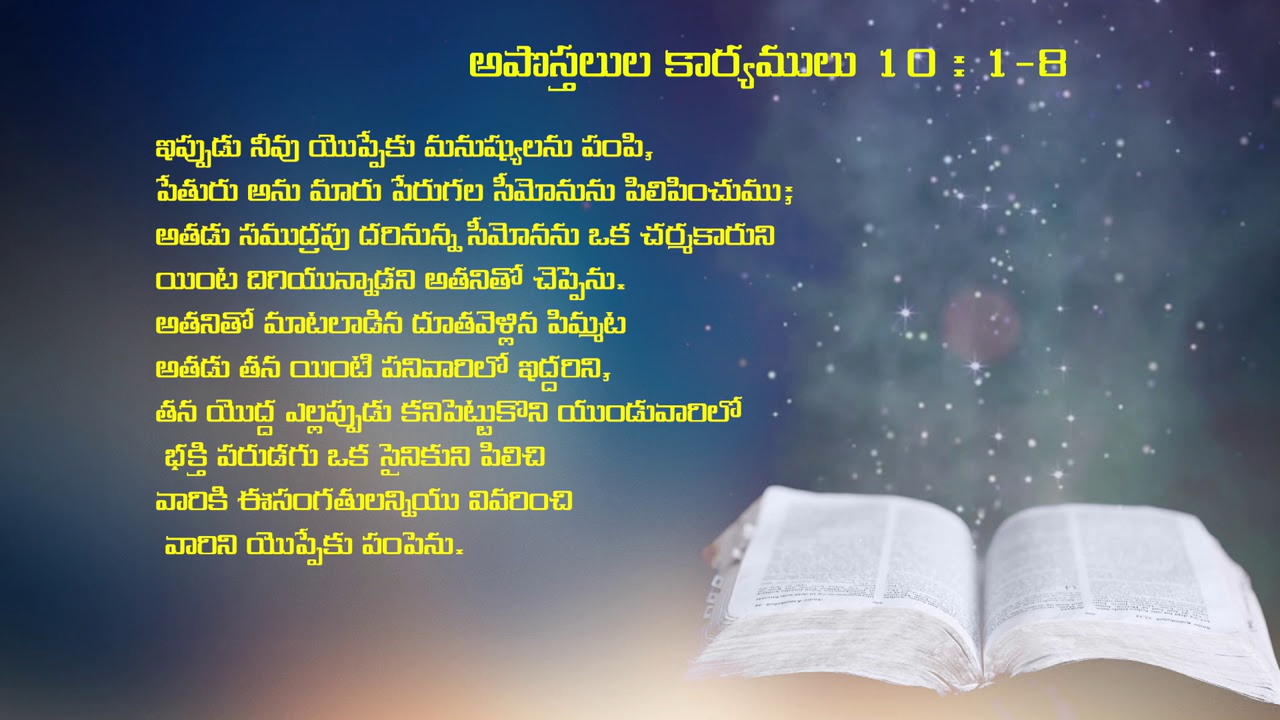 అపొస్తలుల కార్యములు 10 : 1-8
ఇప్పుడు నీవు యొప్పేకు మనుష్యులను పంపి,
పేతురు అను మారు పేరుగల సీమోనును పిలిపించుము;
అతడు సముద్రపు దరినున్న సీమోనను ఒక చర్మకారుని
యింట దిగియున్నాడని అతనితో చెప్పెను.
అతనితో మాటలాడిన దూతవెళ్లిన పిమ్మట
అతడు తన యింటి పనివారిలో ఇద్దరిని,
తన యొద్ద ఎల్లప్పుడు కనిపెట్టుకొని యుండువారిలో
భక్తి పరుడగు ఒక సైనికుని పిలిచి
వారికి ఈసంగతులన్నియు వివరించి
వారిని యొప్పేకు పంపెను.